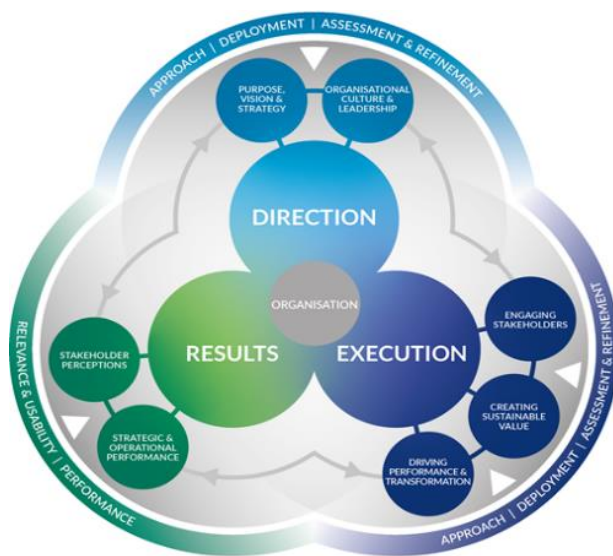 APPROACH | DEPLOYMENT | ASSESSMENT & REFINEMENT
PURPOSE,
VISION &
STRATEGY
ORGANISATIONAL
CULTURE &
LEADERSHIP
DIRECTION
ORGANISATION
RESULTS
EXECUTION
STAKEHOLDER
PERCEPTIONS
STRATEGIC &
OPERATIONAL
PERFORMANCE
ENGAGING
STAKEHOLDERS
CREATING
SUSTAINABLE
VALUE
DRIVING
PERFORMANCE &
TRANSFORMATION
RELEVANCE & USABILITY | PERFORMANCE
APPROACH | DEPLOYMENT | ASSESSMENT & REFINEMENT